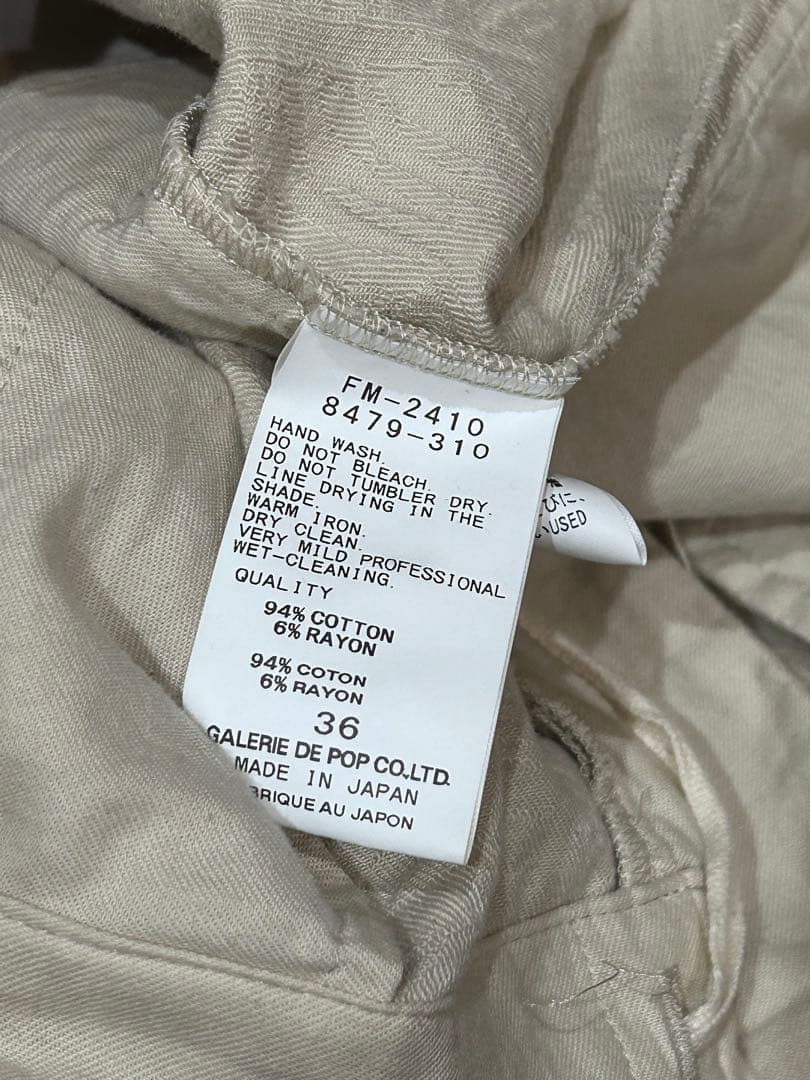 FM-2410
8479-310
HAND WASH.
DO NOT BLEACH.
DO NOT TUMBLER DRY.
LINE DRYING IN THE
SHADE.
WARM IRON.
DRY CLEAN.
VERY MILD PROFESSIONAL
WET-CLEANING.
QUALITY
94% COTTON
6% RAYON
94% COTON
6% RAYON
36
GALERIE DE POP CO.,LTD.
MADE IN JAPAN
BRIQUE AU JAPON
USED